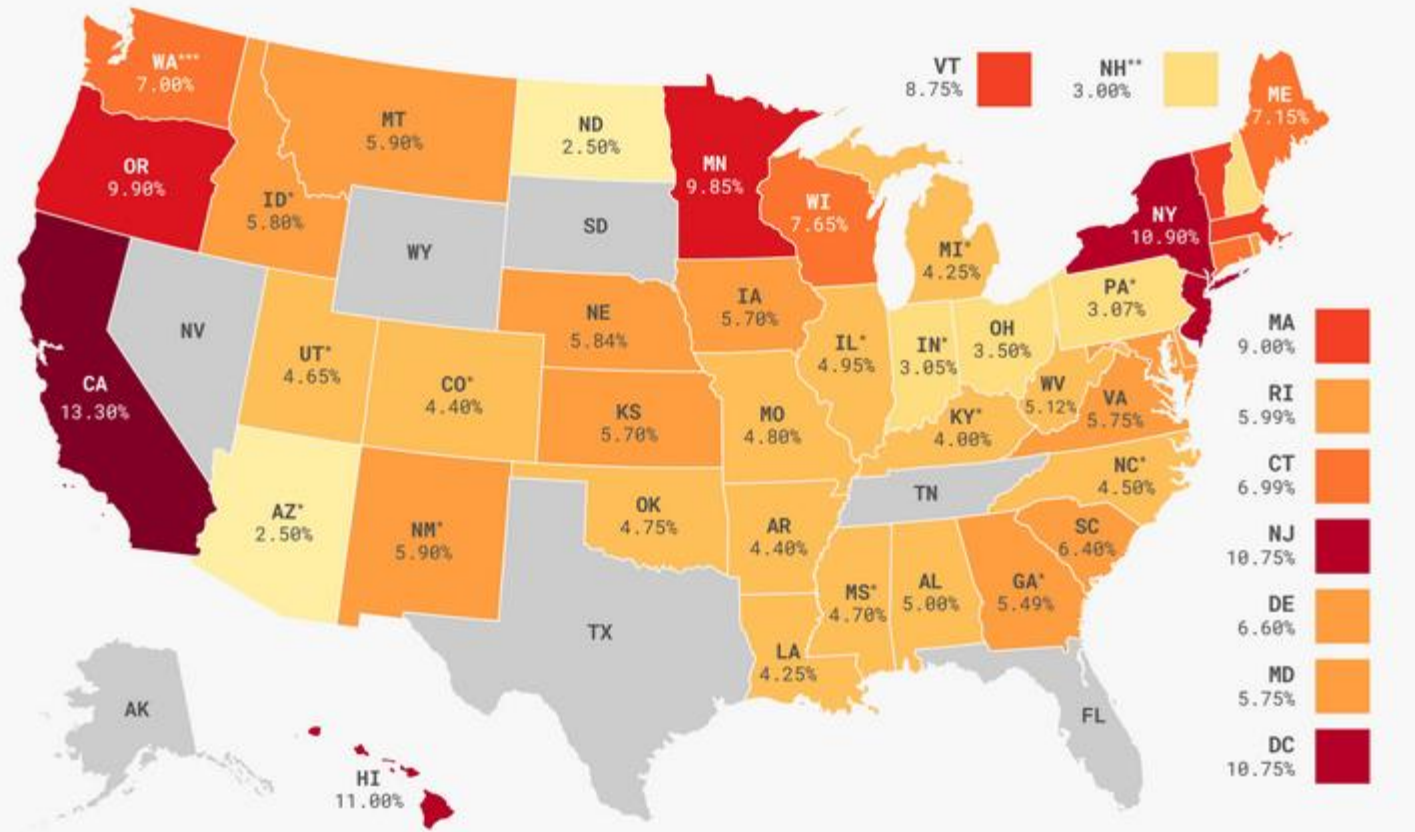 WA***
7.00%
OR
9.90%
CA
13.30%
NV
ID*
5.80%
MT
5.90%
WY
UT*
4.65%
AZ*
2.50%
CO*
4.40%
NM*
5.90%
ND
2.50%
SD
NE
5.84%
KS
5.70%
OK
4.75%
TX
MN
9.85%
IA
5.70%
MO
4.80%
AR
4.40%
LA
4.25%
WI
7.65%
IL*
4.95%
MI*
4.25%
IN*
3.05%
OH
3.50%
KY*
4.00%
TN
MS*
4.70%
AL
5.00%
GA*
5.49%
FL
SC
6.40%
NC*
4.50%
VA
5.75%
WV
5.12%
PA*
3.07%
NY
10.90%
ME
7.15%
VT
8.75%
NH**
3.00%
MA
9.00%
RI
5.99%
CT
6.99%
NJ
10.75%
DE
6.60%
MD
5.75%
DC
10.75%
AK
HI
11.00%